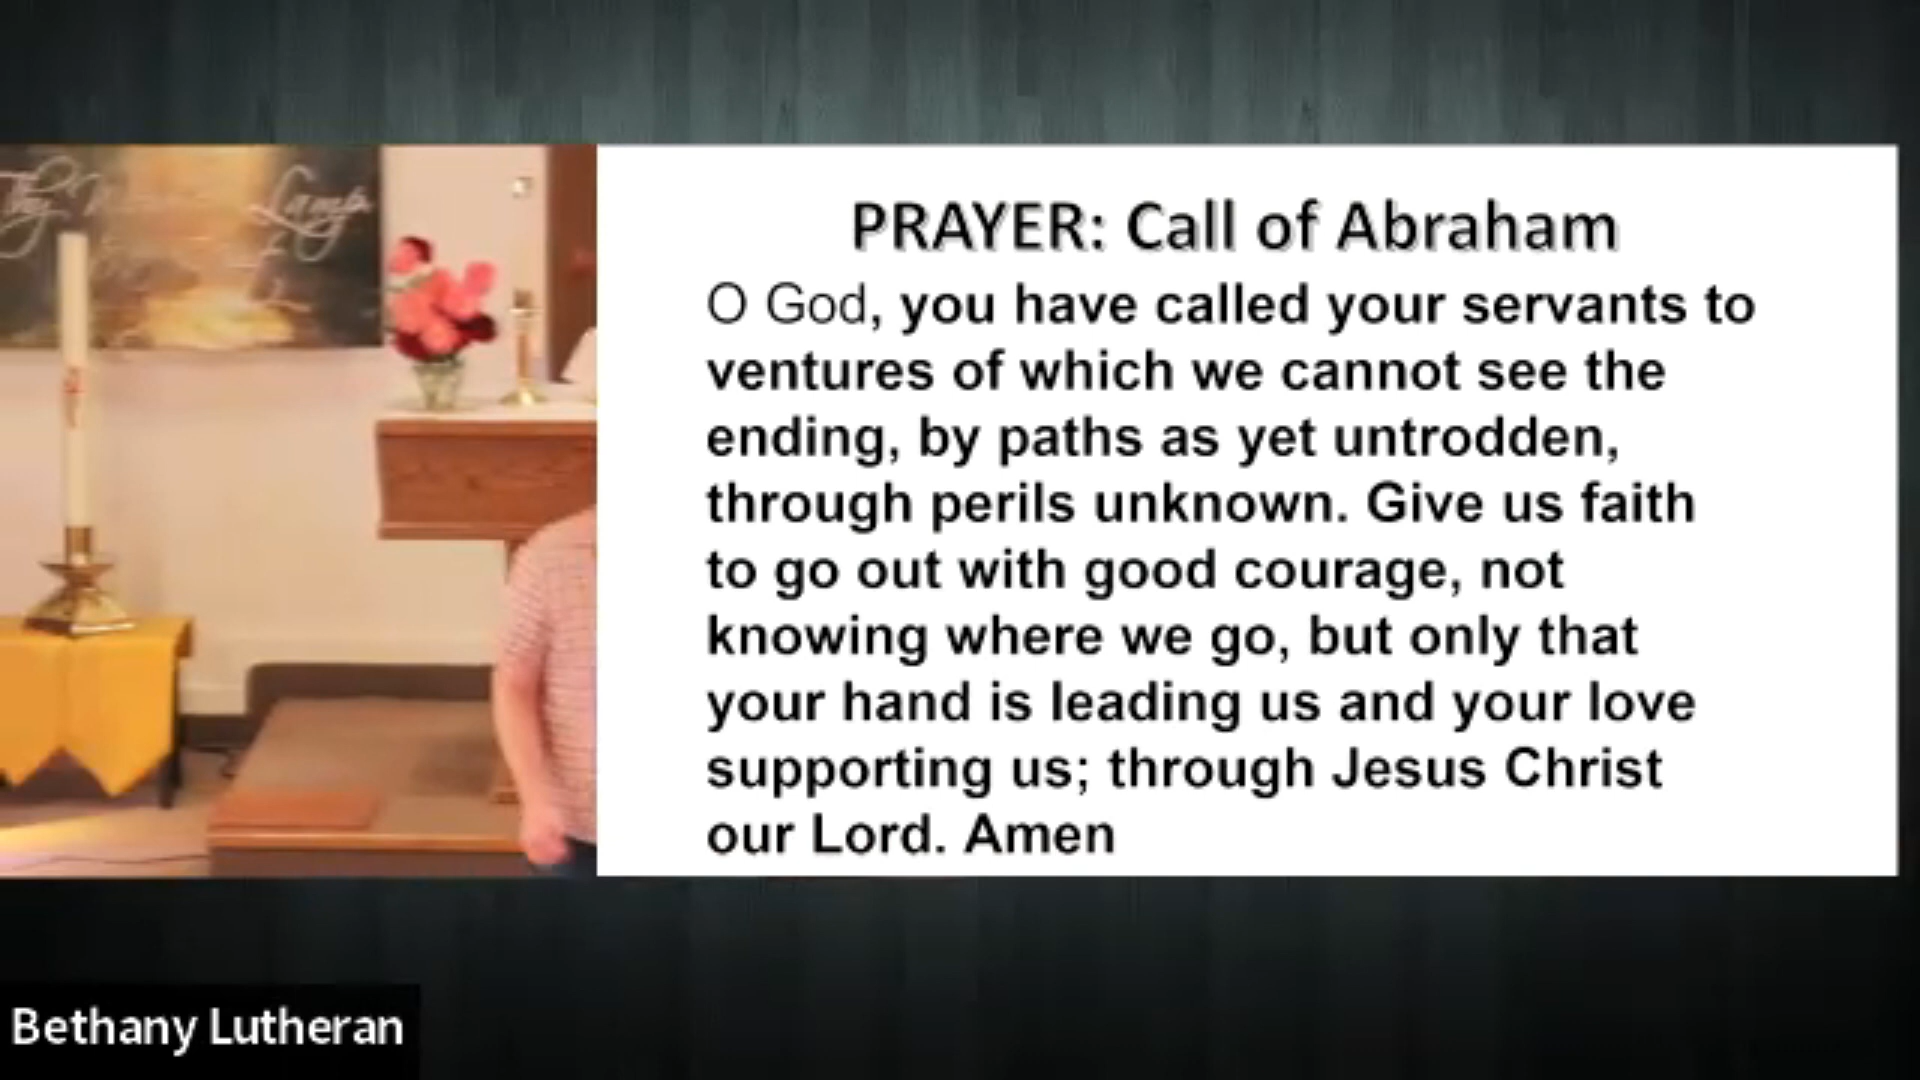 Thy
Lamp
PRAYER: Call of Abraham
O God, you have called your servants to
ventures of which we cannot see the
ending, by paths as yet untrodden,
through perils unknown. Give us faith
to go out with good courage, not
knowing where we go, but only that
your hand is leading us and your love
supporting us; through Jesus Christ
our Lord. Amen
Bethany Lutheran